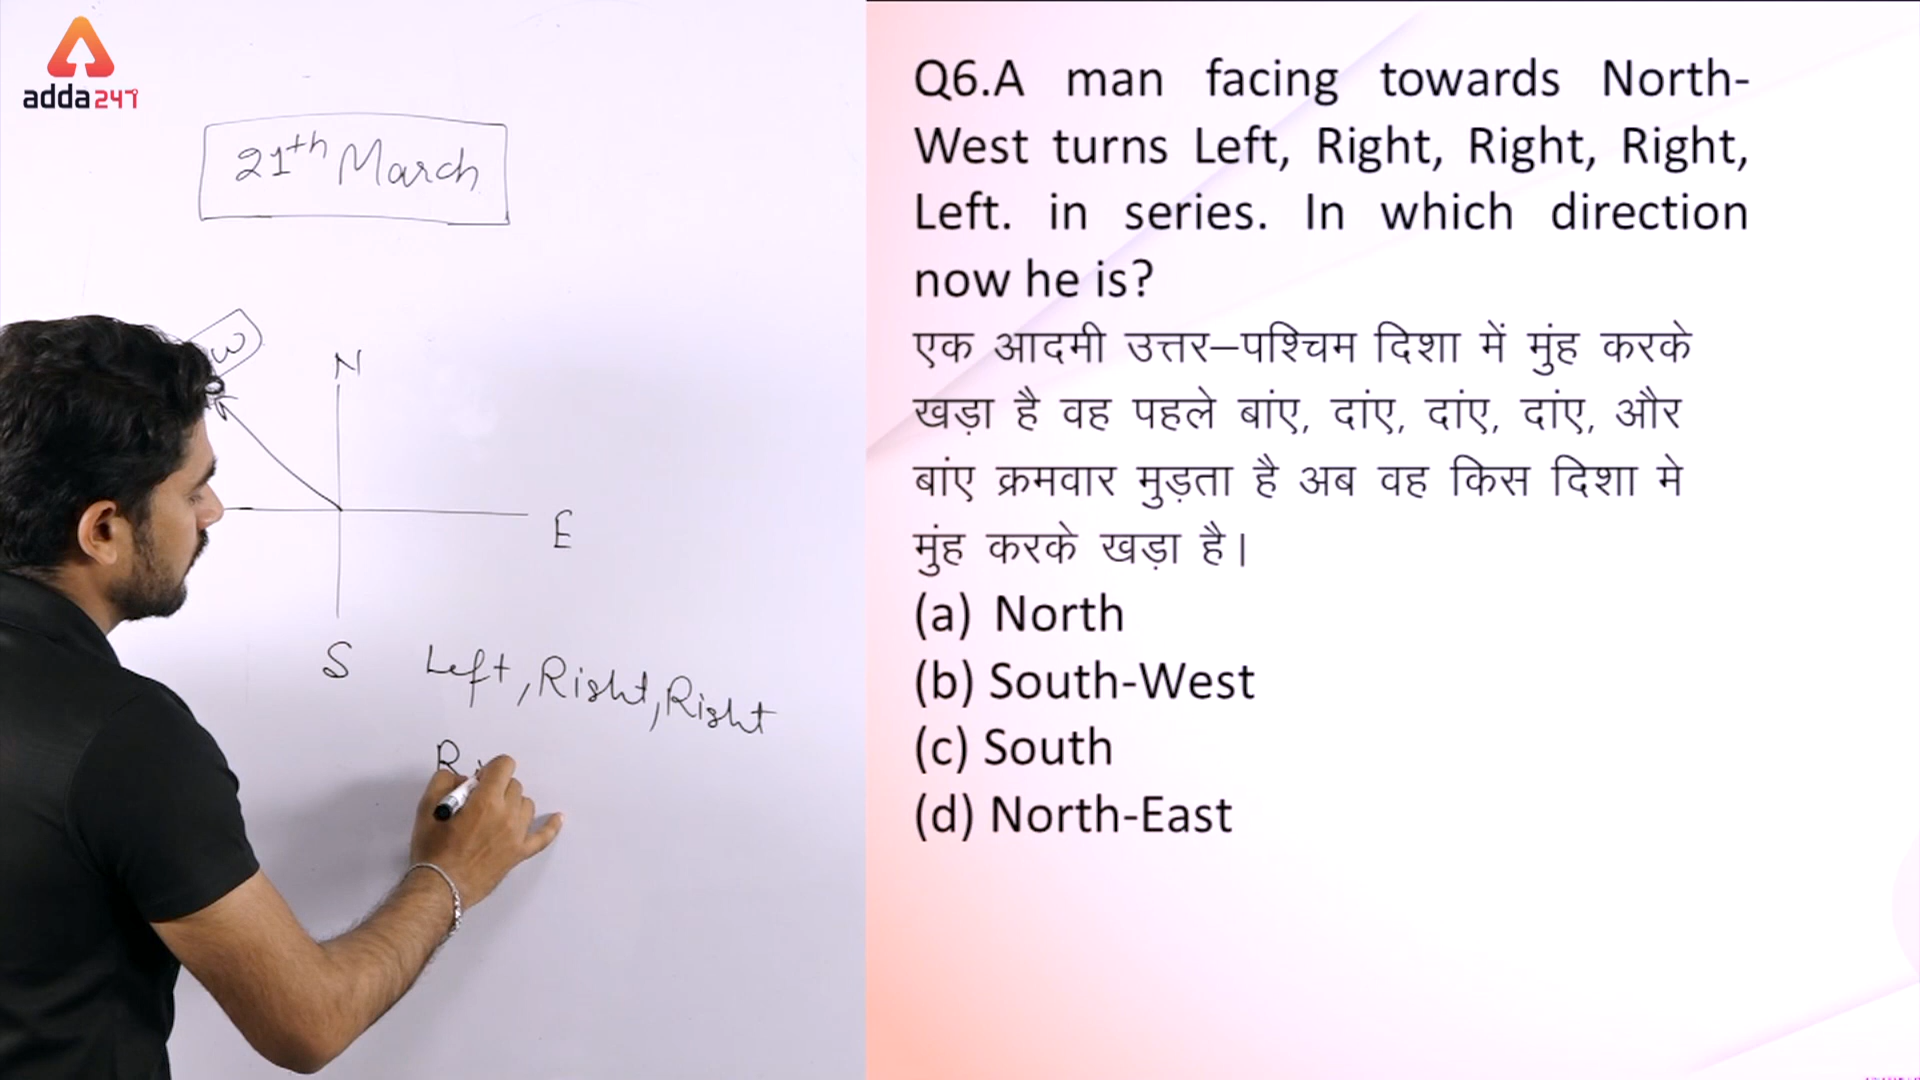 adda247
21th March
W
N
E
S
Left, Right, Right
R
Q6.A man facing towards North-
West turns Left, Right, Right, Right,
Left. in series. In which direction
now he is?
एक आदमी उत्तर–पश्चिम दिशा में मुंह करके
खड़ा है वह पहले बांए, दांए, दांए, दांए, और
बांए क्रमवार मुड़ता है अब वह किस दिशा मे
मुंह करके खड़ा है।
(a) North
(b) South-West
(c) South
(d) North-East